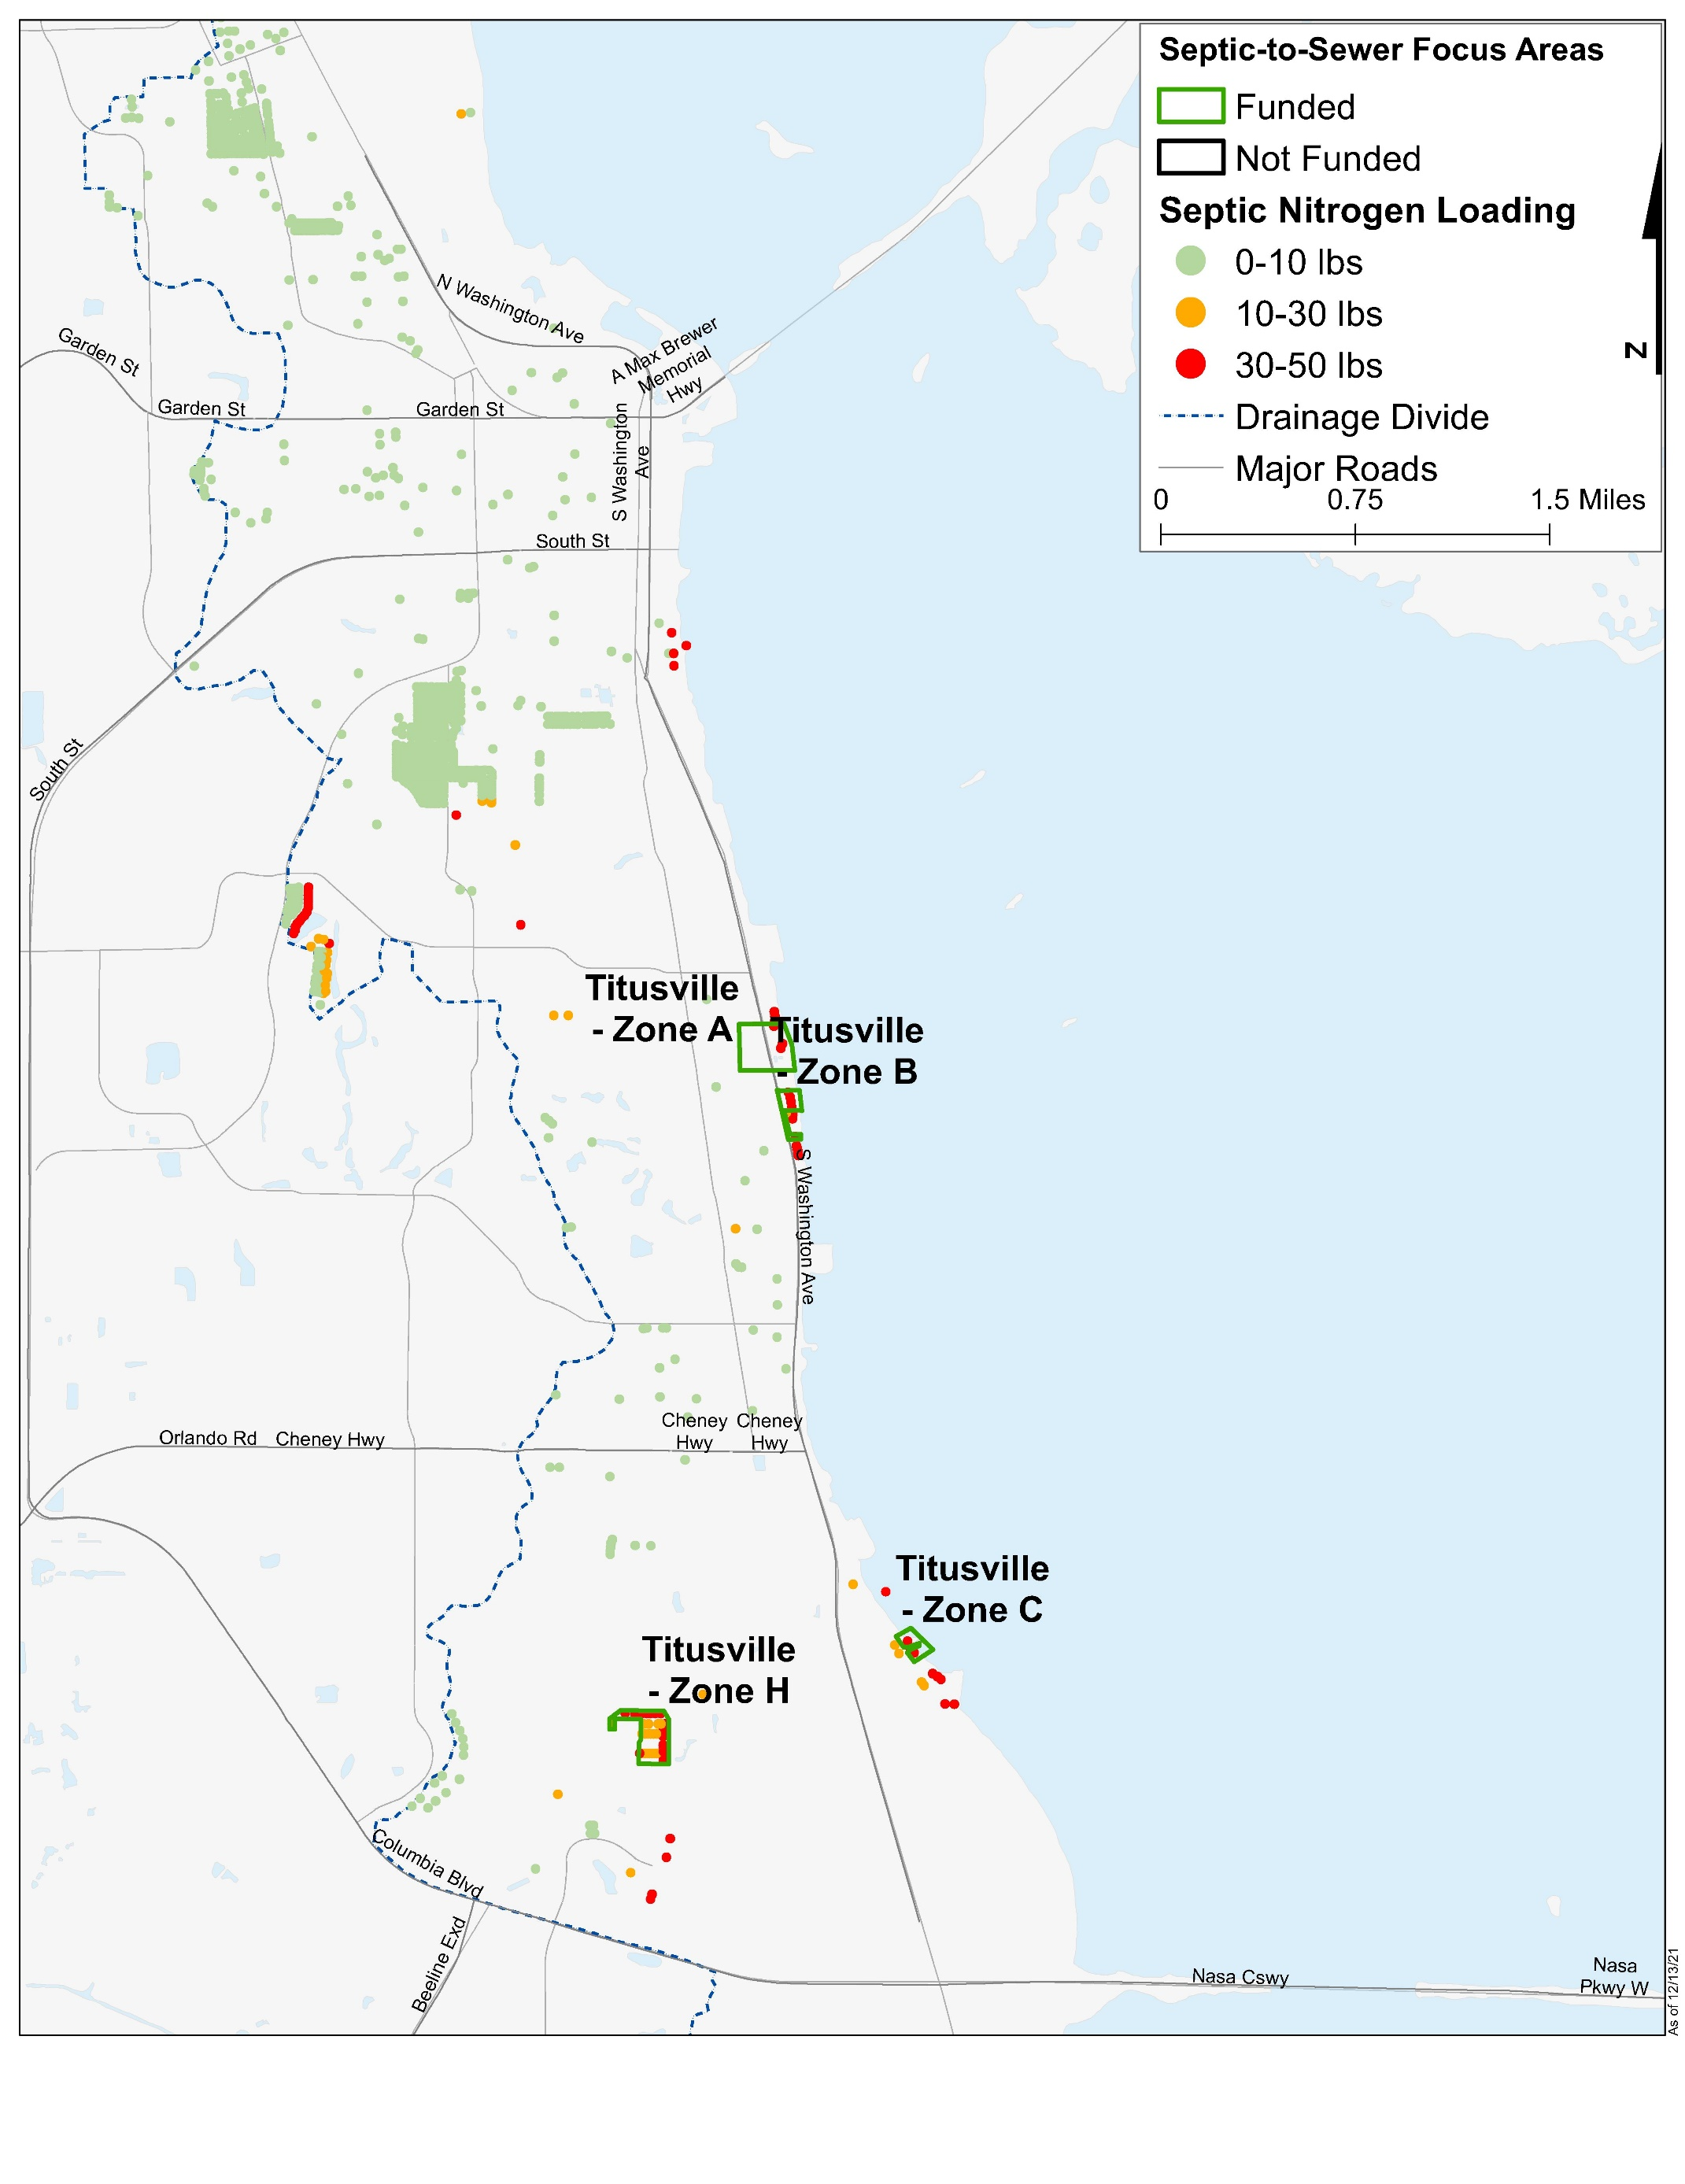 Septic-to-Sewer Focus Areas
Funded
Not Funded
Septic Nitrogen Loading
0-10 lbs
10-30 lbs
30-50 lbs
Drainage Divide
Major Roads
0 0.75 1.5 Miles
N
N Washington Ave
A Max Brewer
Memorial
Hwy
Garden St
Garden St
Garden St
S Washington
Ave
South St
South St
Titusville
- Zone A
Titusville
- Zone B
S Washington Ave
Orlando Rd
Cheney Hwy
Cheney
Hwy
Cheney
Hwy
Titusville
- Zone C
Titusville
- Zone H
Columbia Blvd
Beeline Exd
Nasa Cswy
Nasa
Pkwy W
As of 12/13/21